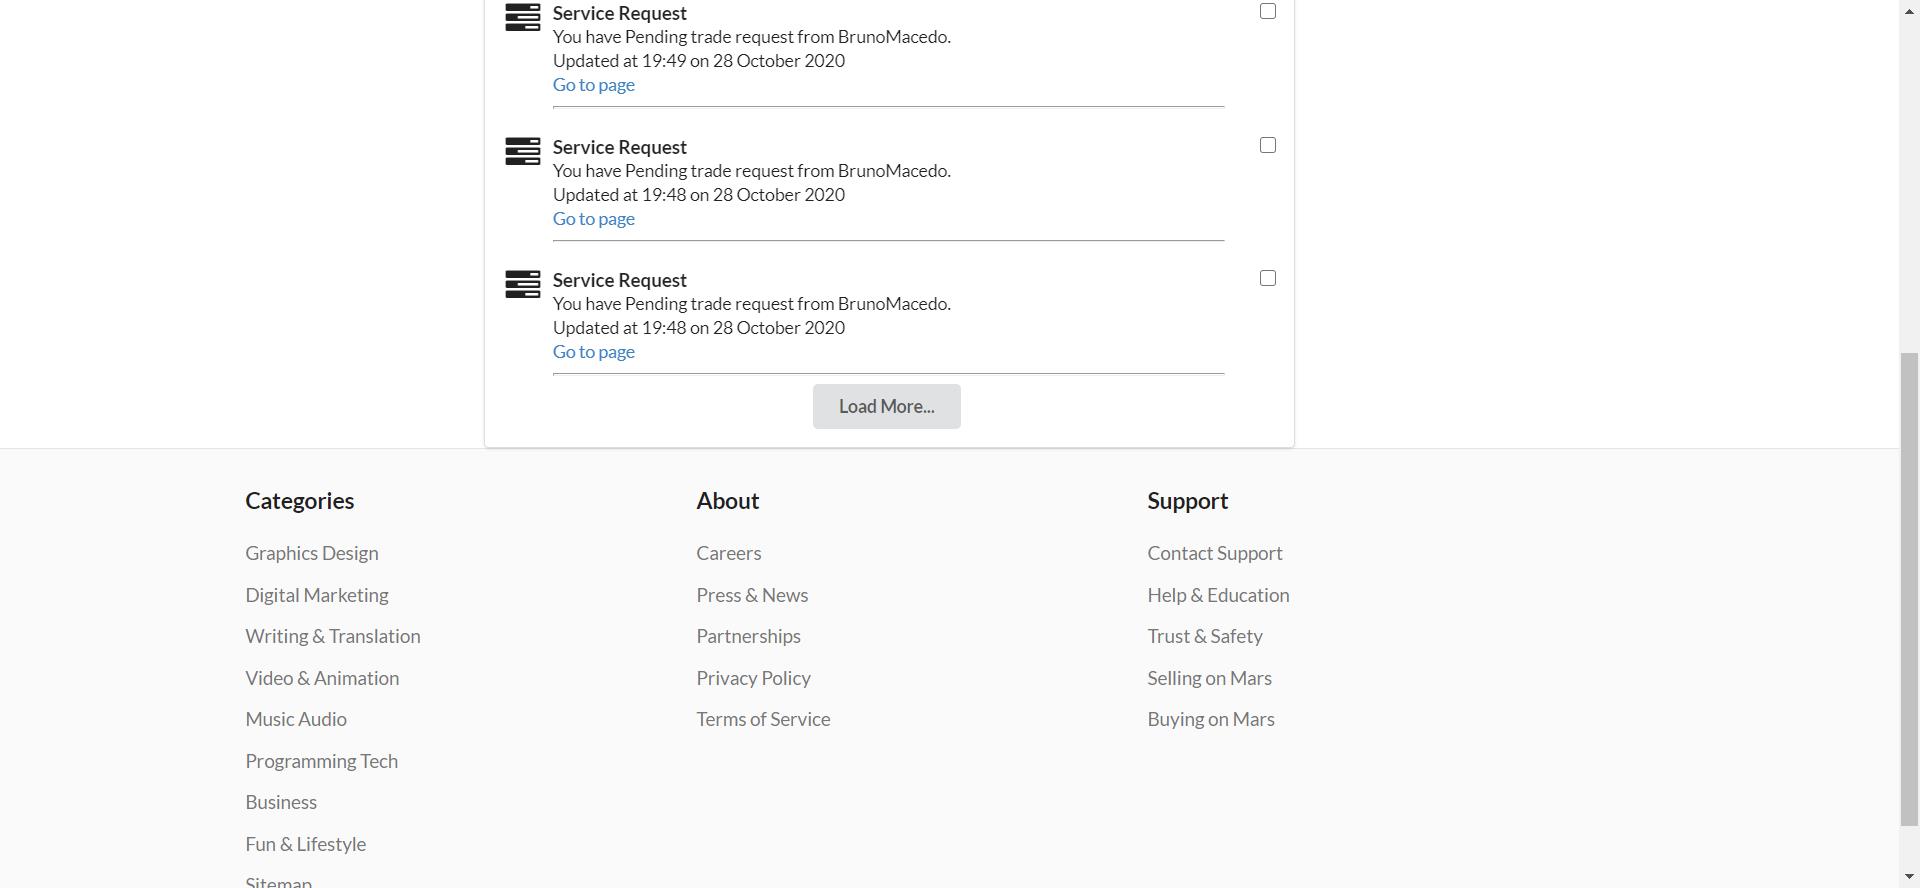 Service Request
You have Pending trade request from BrunoMacedo.
Updated at 19:49 on 28 October 2020
Go to page
Service Request
You have Pending trade request from BrunoMacedo.
Updated at 19:48 on 28 October 2020
Go to page
Service Request
You have Pending trade request from BrunoMacedo.
Updated at 19:48 on 28 October 2020
Go to page
Load More...
Categories
Graphics Design
Digital Marketing
Writing & Translation
Video & Animation
Music Audio
Programming Tech
Business
Fun & Lifestyle
Sitemap
About
Careers
Press & News
Partnerships
Privacy Policy
Terms of Service
Support
Contact Support
Help & Education
Trust & Safety
Selling on Mars
Buying on Mars